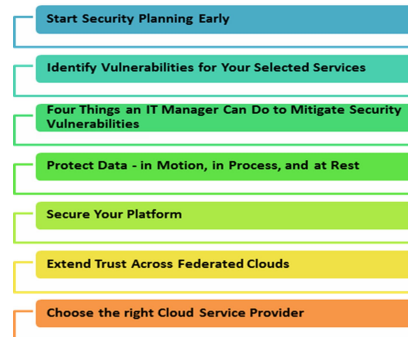 Start Security Planning Early
Identify Vulnerabilities for Your Selected Services
Four Things an IT Manager Can Do to Mitigate Security
Vulnerabilities
Protect Data - in Motion, in Process, and at Rest
Secure Your Platform
Extend Trust Across Federated Clouds
Choose the right Cloud Service Provider